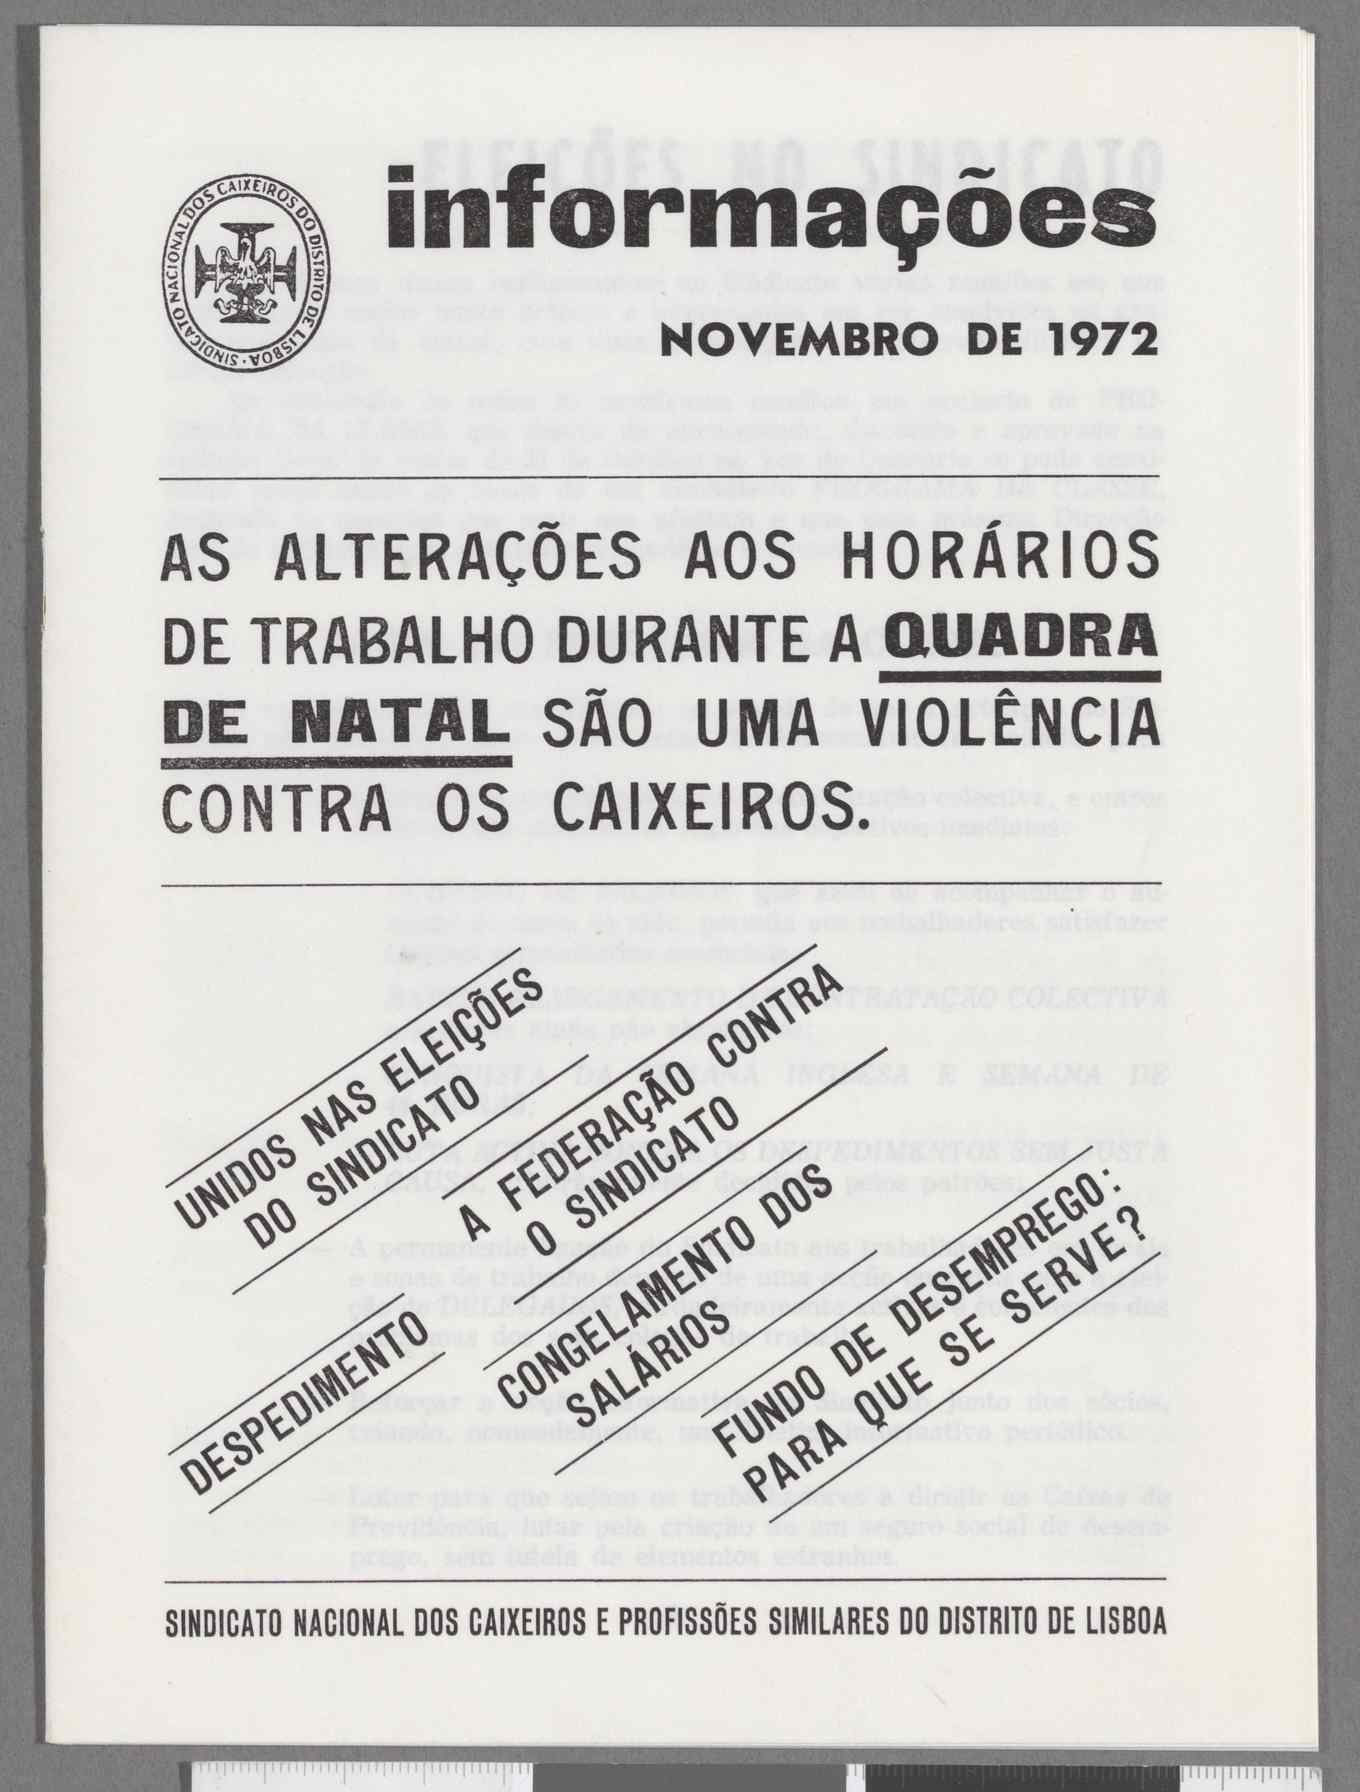 SINDICATO NACIONAL DOS CAIXEIROS DO DISTRITO DE LISBOA
informações
NOVEMBRO DE 1972
AS ALTERAÇÕES AOS HORÁRIOS
DE TRABALHO DURANTE A QUADRA
DE NATAL SÃO UMA VIOLÊNCIA
CONTRA OS CAIXEIROS.
UNIDOS NAS ELEIÇÕES
DO SINDICATO
A FEDERAÇÃO CONTRA
O SINDICATO
DESPEDIMENTO
CONGELAMENTO DOS
SALÁRIOS
FUNDO DE DESEMPREGO:
PARA QUE SE SERVE?
SINDICATO NACIONAL DOS CAIXEIROS E PROFISSÕES SIMILARES DO DISTRITO DE LISBOA